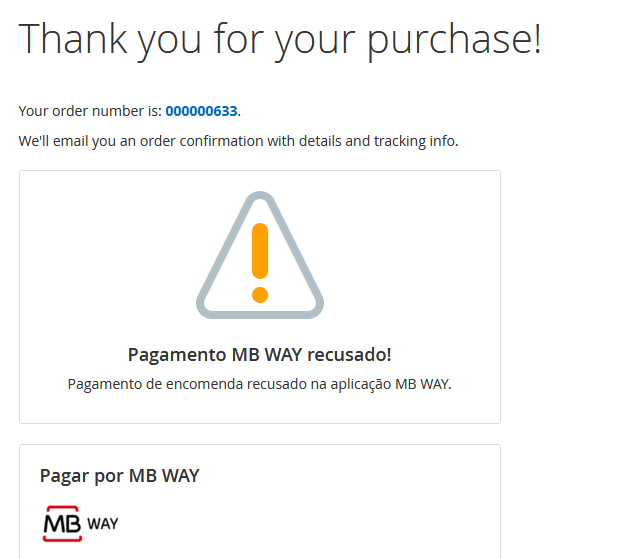 Thank you for your purchase!
Your order number is: 000000633.
We'll email you an order confirmation with details and tracking info.
Pagamento MB WAY recusado!
Pagamento de encomenda recusado na aplicação MB WAY.
Pagar por MB WAY
MB WAY